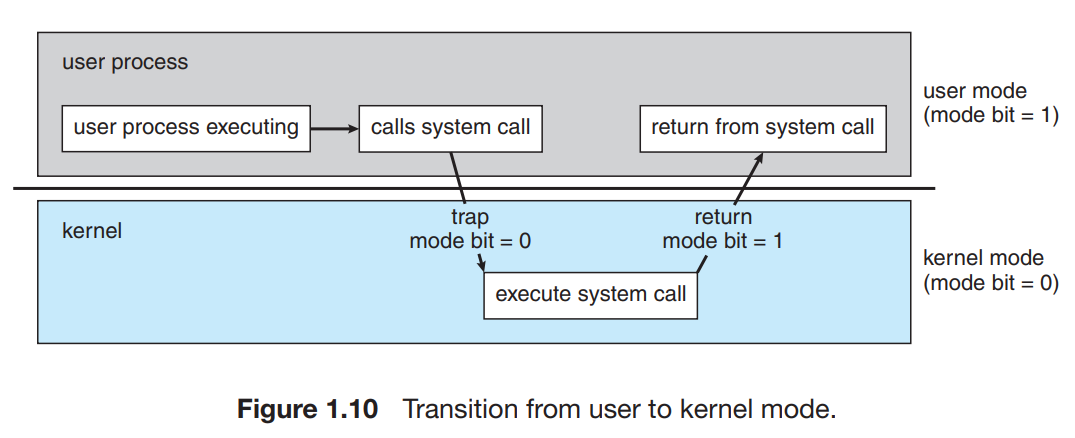 user process
user process executing
calls system call
return from system call
user mode
(mode bit = 1)
kernel
trap
mode bit = 0
return
mode bit = 1
execute system call
kernel mode
(mode bit = 0)
Figure 1.10 Transition from user to kernel mode.